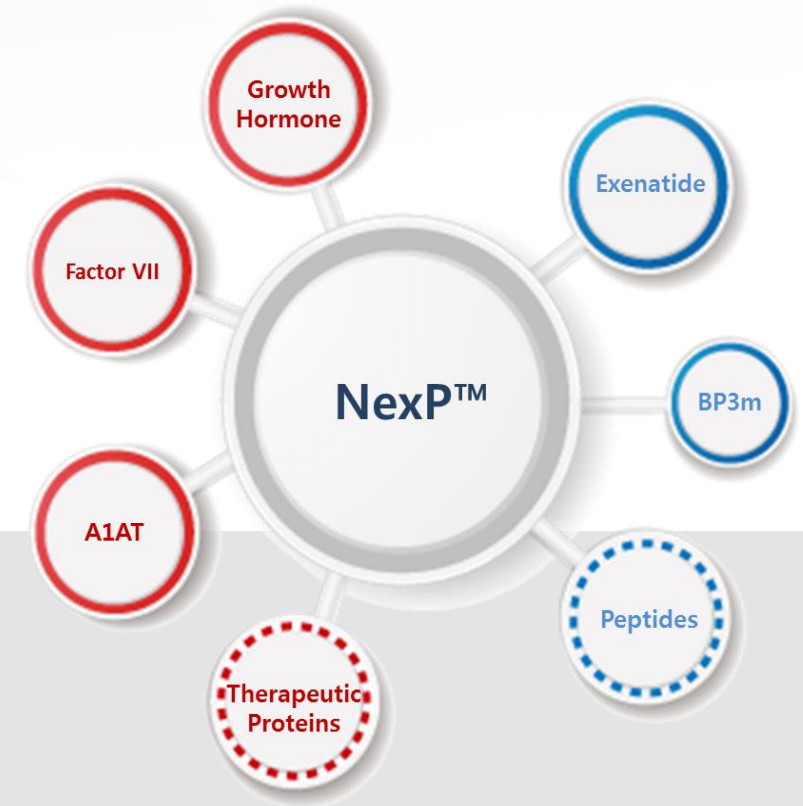 Growth
Hormone
Exenatide
Factor VII
NexP™
BP3m
A1AT
Peptides
Therapeutic
Proteins